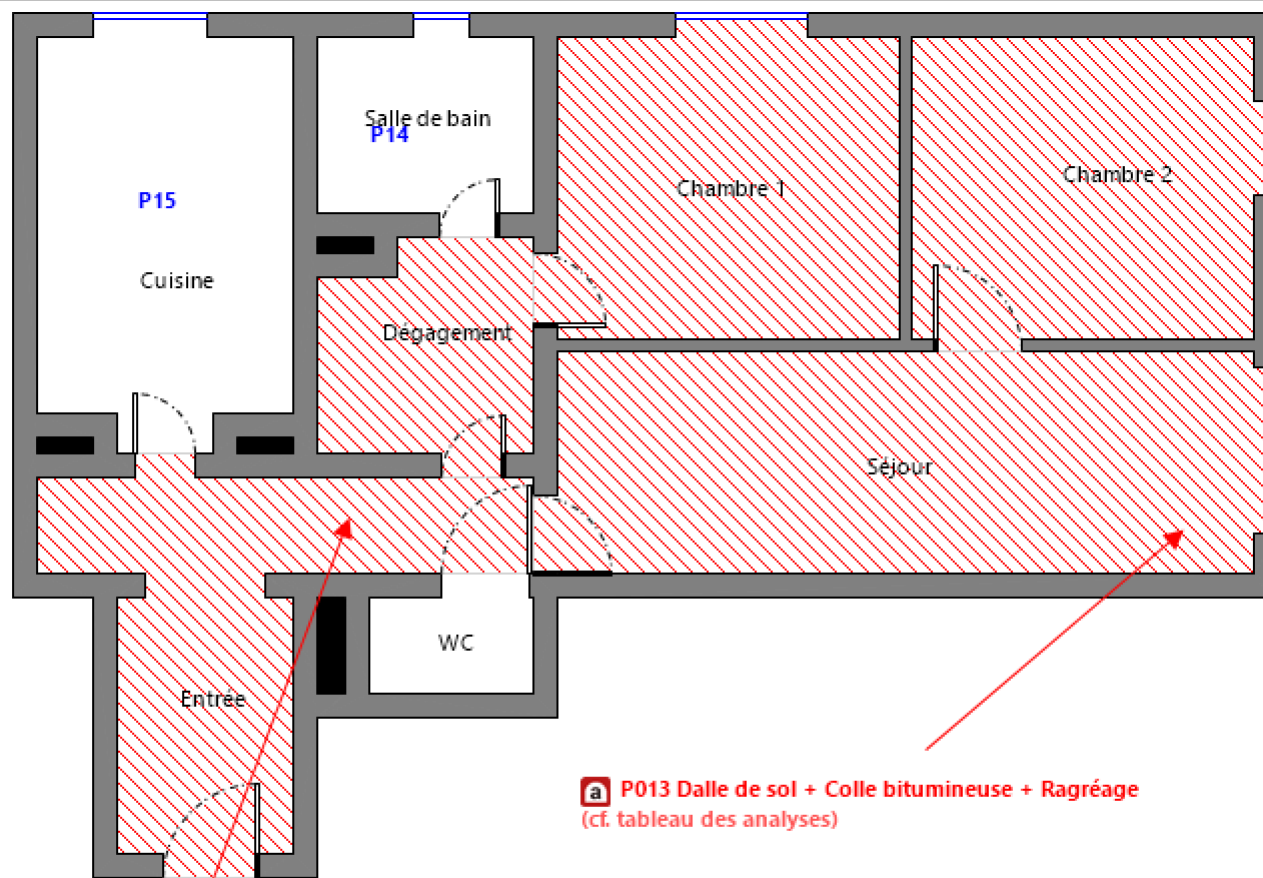 Salle de bain
P14
Chambre 2
Chambre 1
P15
Cuisine
Dégagement
Séjour
WC
Entrée
a P013 Dalle de sol + Colle bitumineuse + Ragréage
(cf. tableau des analyses)